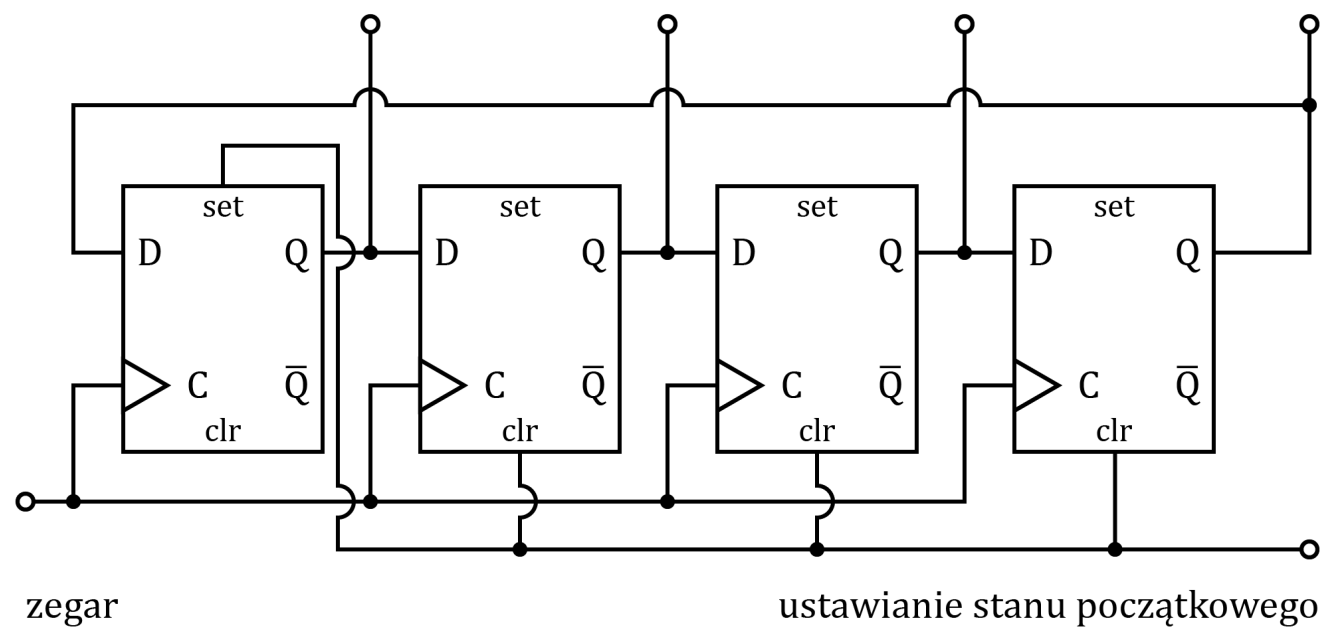 set set set set
D Q D Q D Q D Q
C Q̅ C Q̅ C Q̅ C Q̅
clr clr clr clr
zegar ustawianie stanu początkowego